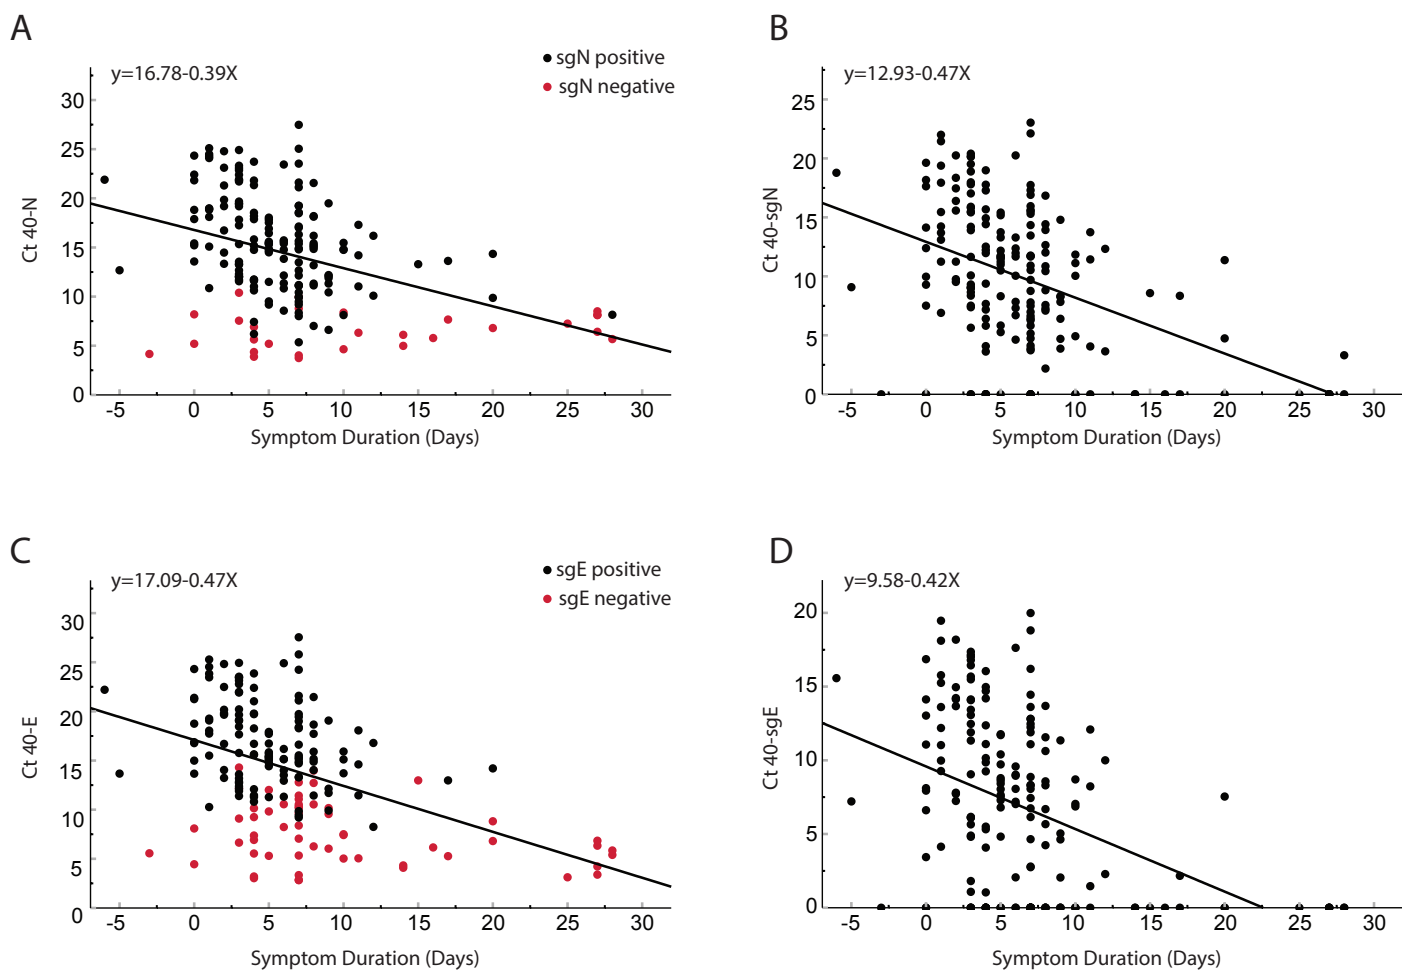 A
y=16.78-0.39X
sgN positive
sgN negative
Ct 40-N
30
25
20
15
10
5
0
-5 0 5 10 15 20 25 30
Symptom Duration (Days)
B
y=12.93-0.47X
Ct 40-sgN
25
20
15
10
5
0
-5 0 5 10 15 20 25 30
Symptom Duration (Days)
C
y=17.09-0.47X
sgE positive
sgE negative
Ct 40-E
30
25
20
15
10
5
0
-5 0 5 10 15 20 25 30
Symptom Duration (Days)
D
y=9.58-0.42X
Ct 40-sgE
20
15
10
5
0
-5 0 5 10 15 20 25 30
Symptom Duration (Days)